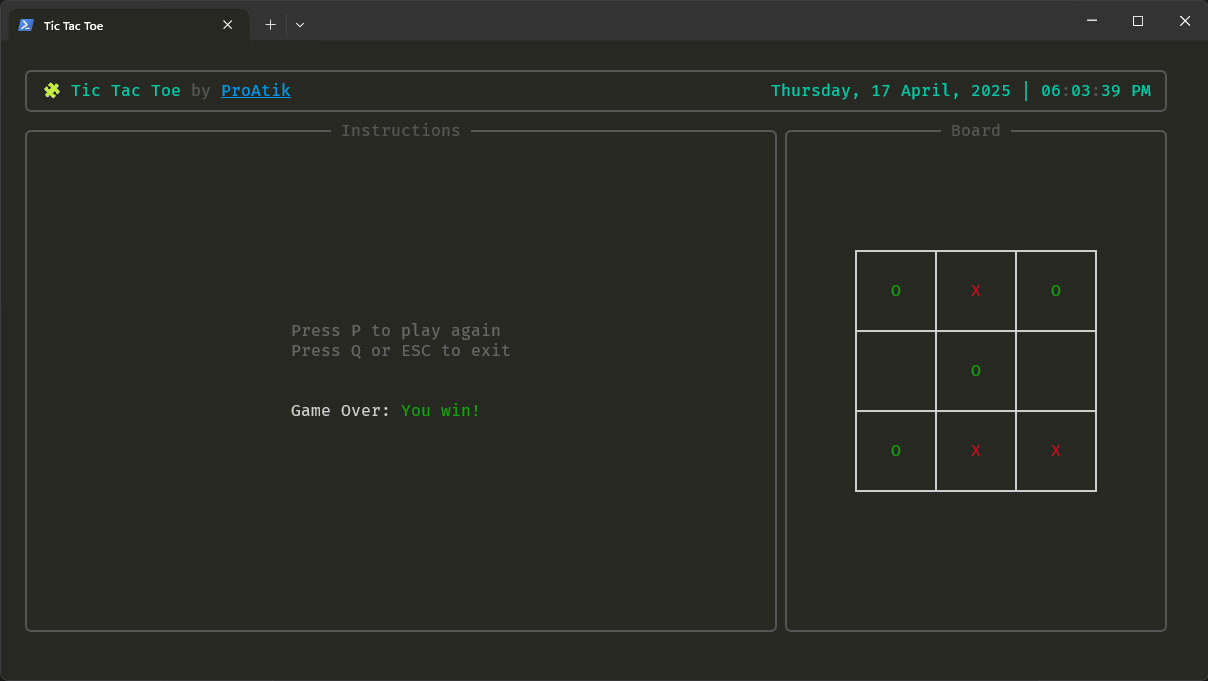 Tic Tac Toe
Tic Tac Toe by ProAtik
Thursday, 17 April, 2025 | 06:03:39 PM
Instructions
Press P to play again
Press Q or ESC to exit
Game Over: You win!
Board
O X O
O
O X X